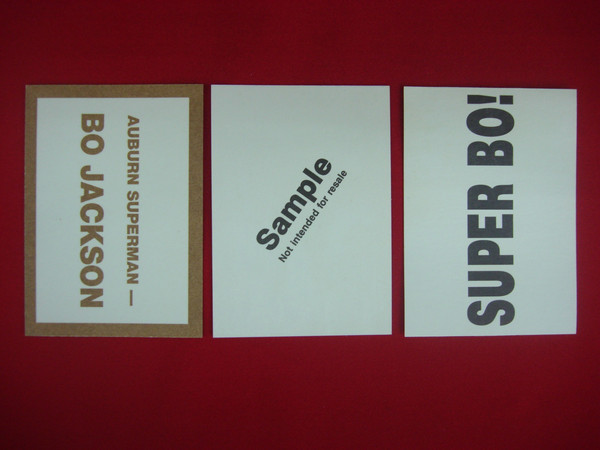 AUBURN SUPERMAN —
BO JACKSON
Sample
Not intended for resale
SUPER BO!